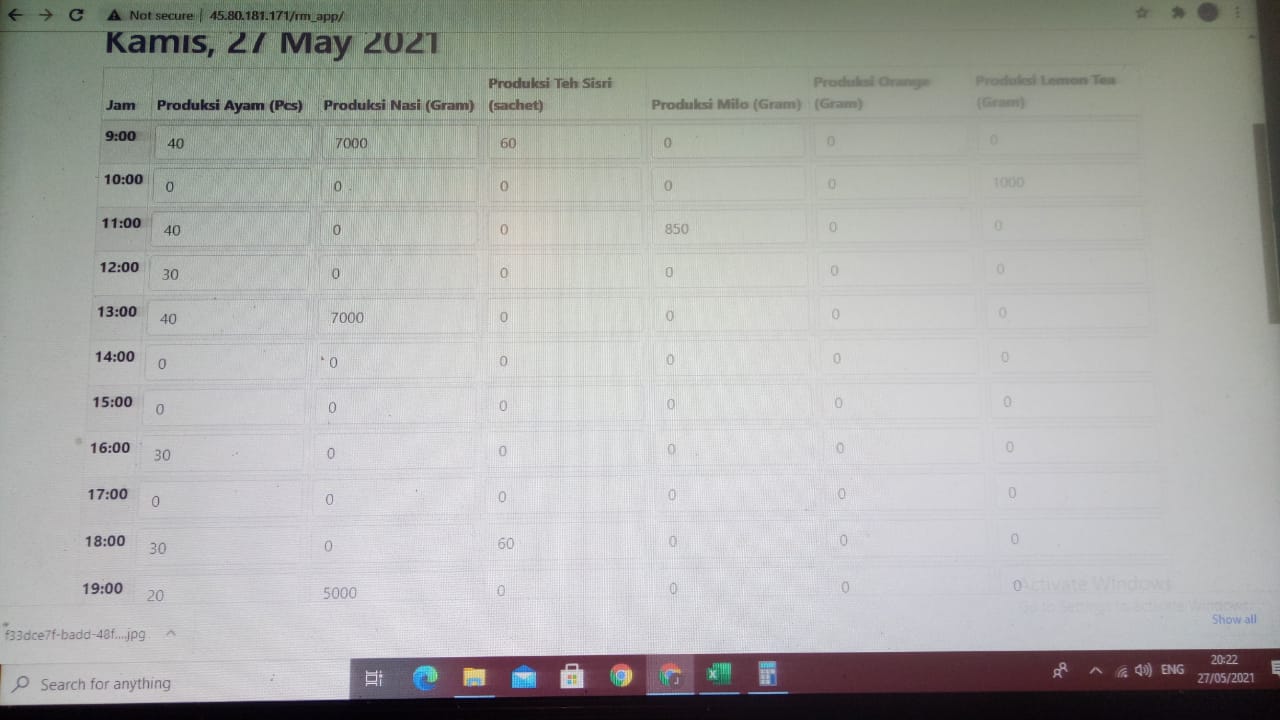 Not secure 45.80.181.171/rm_app/
Kamis, 27 May 2021
Jam Produksi Ayam (Pcs) Produksi Nasi (Gram) Produksi Teh Sisri (sachet) Produksi Milo (Gram) Produksi Orange (Gram) Produksi Lemon Tea (Gram)
9:00 40 7000 60 0 0 0
10:00 0 0 0 0 0 1000
11:00 40 0 0 850 0 0
12:00 30 0 0 0 0 0
13:00 40 7000 0 0 0 0
14:00 0 0 0 0 0 0
15:00 0 0 0 0 0 0
16:00 30 0 0 0 0 0
17:00 0 0 0 0 0 0
18:00 30 0 60 0 0 0
19:00 20 5000 0 0 0 0
Activate Windows
Go to Settings to activate Windows.
f33dce7f-badd-48f....jpg
Show all
Search for anything
ENG
20:22
27/05/2021